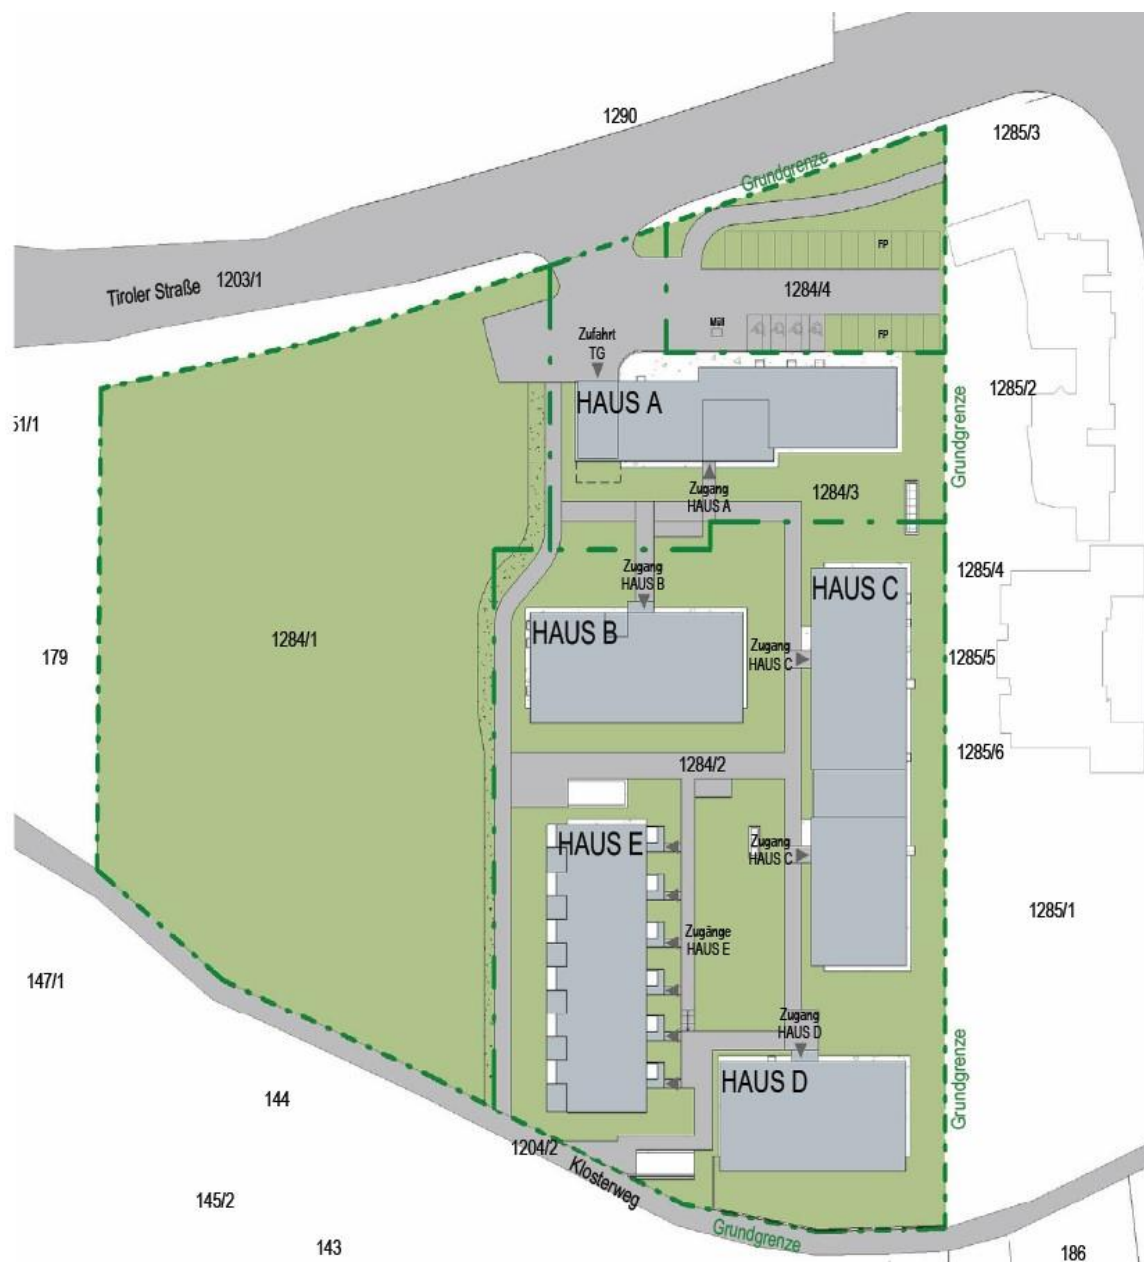 1290
1285/3
Grundgrenze
FP
Tiroler Straße 1203/1
1284/4
Müll
FP
Zufahrt
TG
HAUS A
1285/2
Grundgrenze
51/1
Zugang
HAUS A
1284/3
Zugang
HAUS B
HAUS C
1285/4
HAUS B
1284/1
179
Zugang
HAUS C
1285/5
1285/6
1284/2
HAUS E
Zugang
HAUS C
1285/1
Zugänge
HAUS E
147/1
Zugang
HAUS D
HAUS D
Grundgrenze
144
1204/2
Klosterweg
145/2
Grundgrenze
143
186